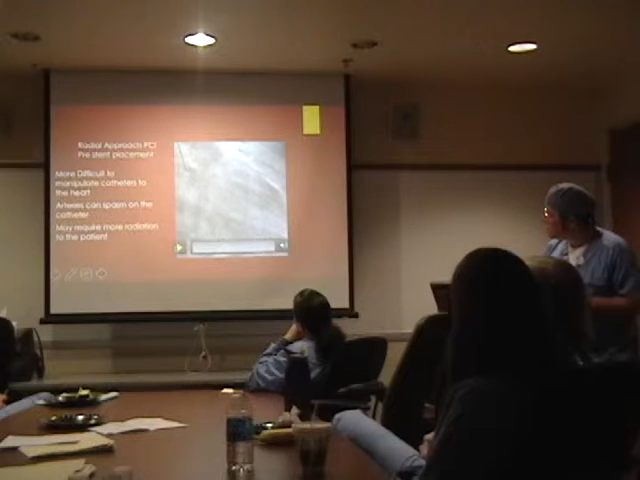 Radial Approach PCI
Pre stent placement
More Difficult to
manipulate catheters to
the heart
Arteries can spasm on the
catheter
May require more radiation
to the patient